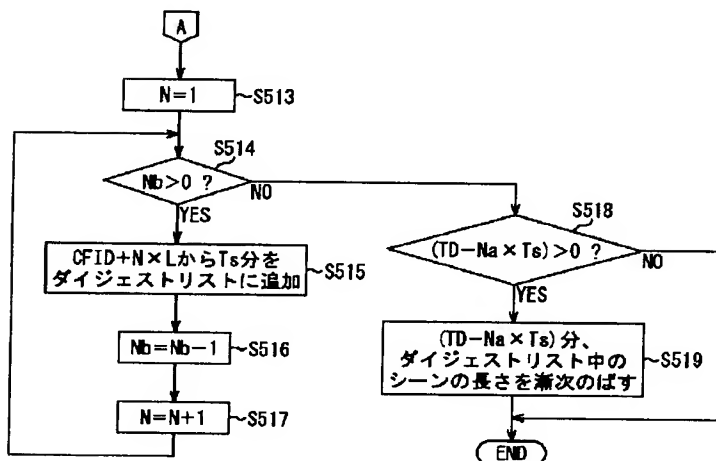 A
N=1
S513
S514
Nb>0 ?
NO
YES
CFID+N×LからTs分を
ダイジェストリストに追加
S515
Nb=Nb-1
S516
N=N+1
S517
S518
(TD-Na×Ts)>0 ?
NO
YES
(TD-Na×Ts)分、
ダイジェストリスト中の
シーンの長さを漸次のばす
S519
END